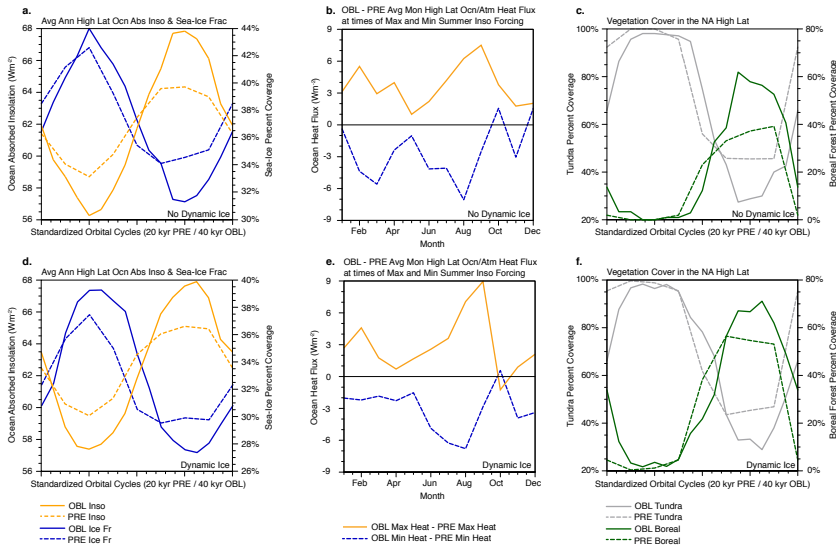 a.
Avg Ann High Lat Ocn Abs Inso & Sea-Ice Frac
68
66
64
62
60
58
56
Ocean Absorbed Insolation (Wm-2)
44%
42%
40%
38%
36%
34%
32%
30%
Sea-Ice Percent Coverage
No Dynamic Ice
Standardized Orbital Cycles (20 kyr PRE / 40 kyr OBL)
b.
OBL - PRE Avg Mon High Lat Ocn/Atm Heat Flux
at times of Max and Min Summer Inso Forcing
9
6
3
0
-3
-6
-9
Ocean Heat Flux (Wm-2)
No Dynamic Ice
Feb Apr Jun Aug Oct Dec
Month
c.
Vegetation Cover in the NA High Lat
100%
80%
60%
40%
20%
Tundra Percent Coverage
80%
60%
40%
20%
0%
Boreal Forest Percent Coverage
No Dynamic Ice
Standardized Orbital Cycles (20 kyr PRE / 40 kyr OBL)
d.
Avg Ann High Lat Ocn Abs Inso & Sea-Ice Frac
68
66
64
62
60
58
56
Ocean Absorbed Insolation (Wm-2)
40%
38%
36%
34%
32%
30%
28%
26%
Sea-Ice Percent Coverage
Dynamic Ice
Standardized Orbital Cycles (20 kyr PRE / 40 kyr OBL)
OBL Inso
PRE Inso
OBL Ice Fr
PRE Ice Fr
e.
OBL - PRE Avg Mon High Lat Ocn/Atm Heat Flux
at times of Max and Min Summer Inso Forcing
9
6
3
0
-3
-6
-9
Ocean Heat Flux (Wm-2)
Dynamic Ice
Feb Apr Jun Aug Oct Dec
Month
OBL Max Heat - PRE Max Heat
OBL Min Heat - PRE Min Heat
f.
Vegetation Cover in the NA High Lat
100%
80%
60%
40%
20%
Tundra Percent Coverage
80%
60%
40%
20%
0%
Boreal Forest Percent Coverage
Dynamic Ice
Standardized Orbital Cycles (20 kyr PRE / 40 kyr OBL)
OBL Tundra
PRE Tundra
OBL Boreal
PRE Boreal